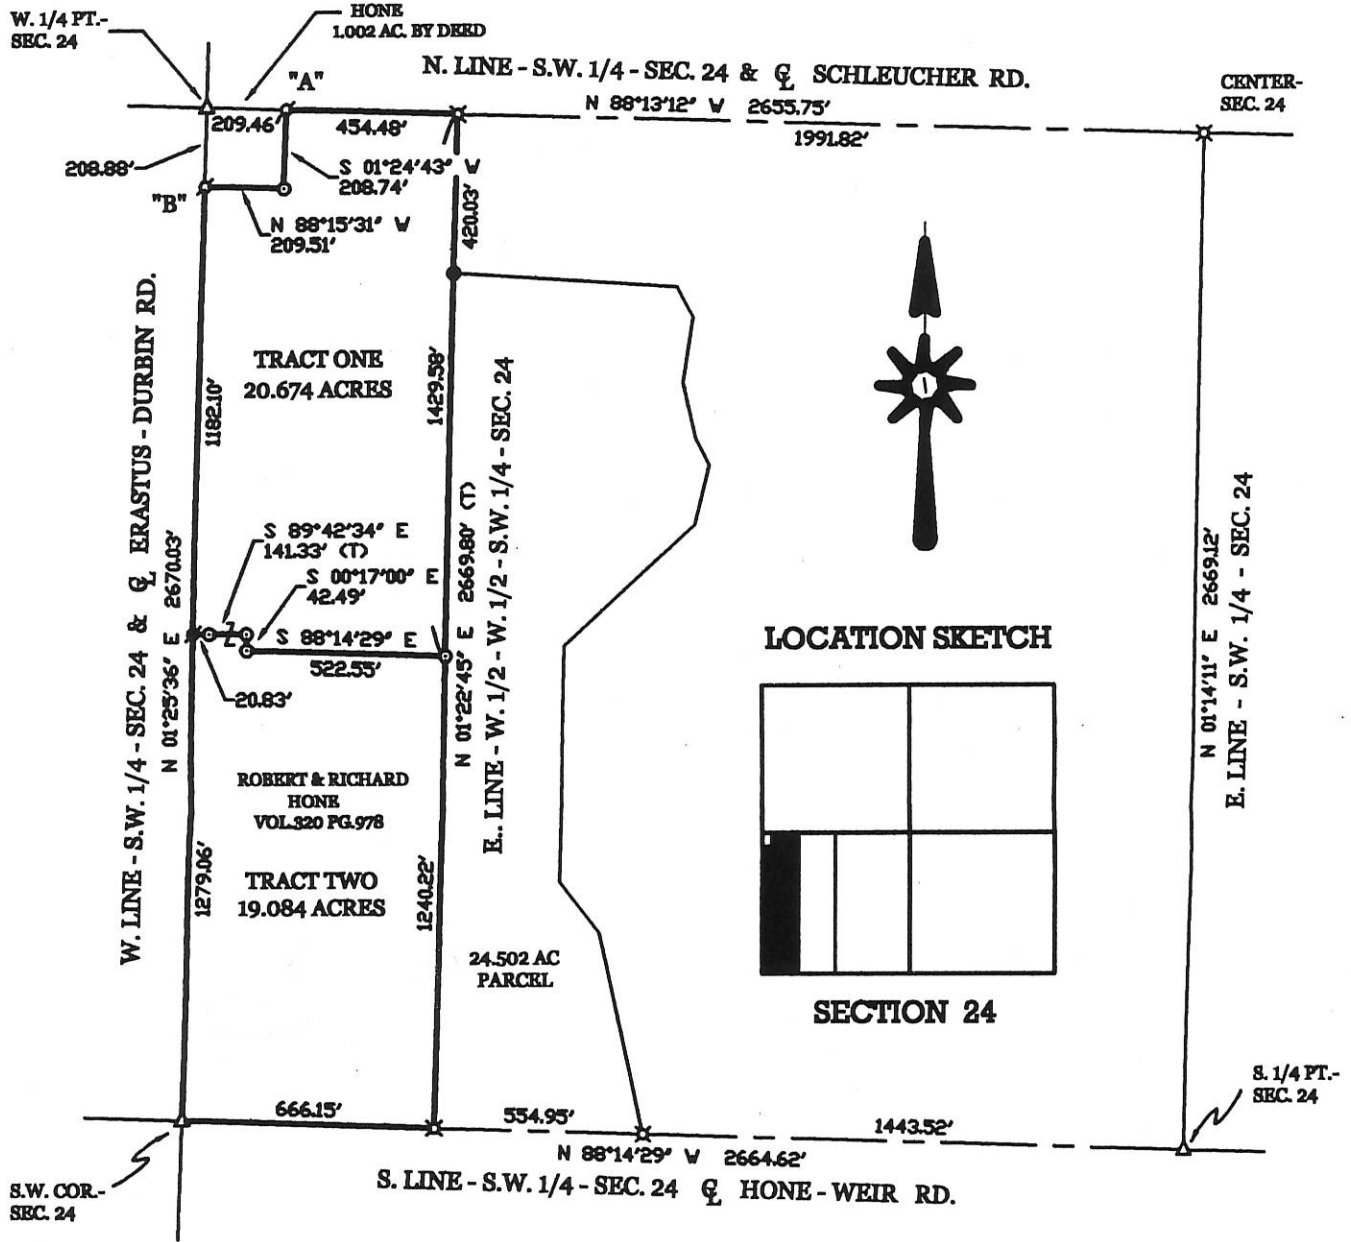 W. 1/4 PT.-
SEC. 24
HONE
1.002 AC. BY DEED
"A"
N. LINE - S.W. 1/4 - SEC. 24 & ℄ SCHLEUCHER RD.
N 88°13'12" W 2655.75'
CENTER-
SEC. 24
209.46'
454.48'
1991.82'
208.88'
S 01°24'43" W
208.74'
"B"
N 88°15'31" W
209.51'
420.03'
W. LINE - S.W. 1/4 - SEC. 24 & ℄ ERASTUS - DURBIN RD.
N 01°25'36" E 2670.03'
1182.10'
TRACT ONE
20.674 ACRES
1429.58'
E.. LINE - W. 1/2 - W. 1/2 - S.W. 1/4 - SEC. 24
N 01°22'45" E 2669.80' (T)
S 89°42'34" E
141.33' (T)
S 00°17'00" E
42.49'
S 88°14'29" E
522.55'
20.83'
ROBERT & RICHARD
HONE
VOL.320 PG.978
TRACT TWO
19.084 ACRES
1279.06'
1240.22'
24.502 AC
PARCEL
LOCATION SKETCH
SECTION 24
N 01°14'11" E 2669.12'
E. LINE - S.W. 1/4 - SEC. 24
S. 1/4 PT.-
SEC. 24
666.15'
554.95'
1443.52'
N 88°14'29" W 2664.62'
S. LINE - S.W. 1/4 - SEC. 24 ℄ HONE - WEIR RD.
S.W. COR.-
SEC. 24